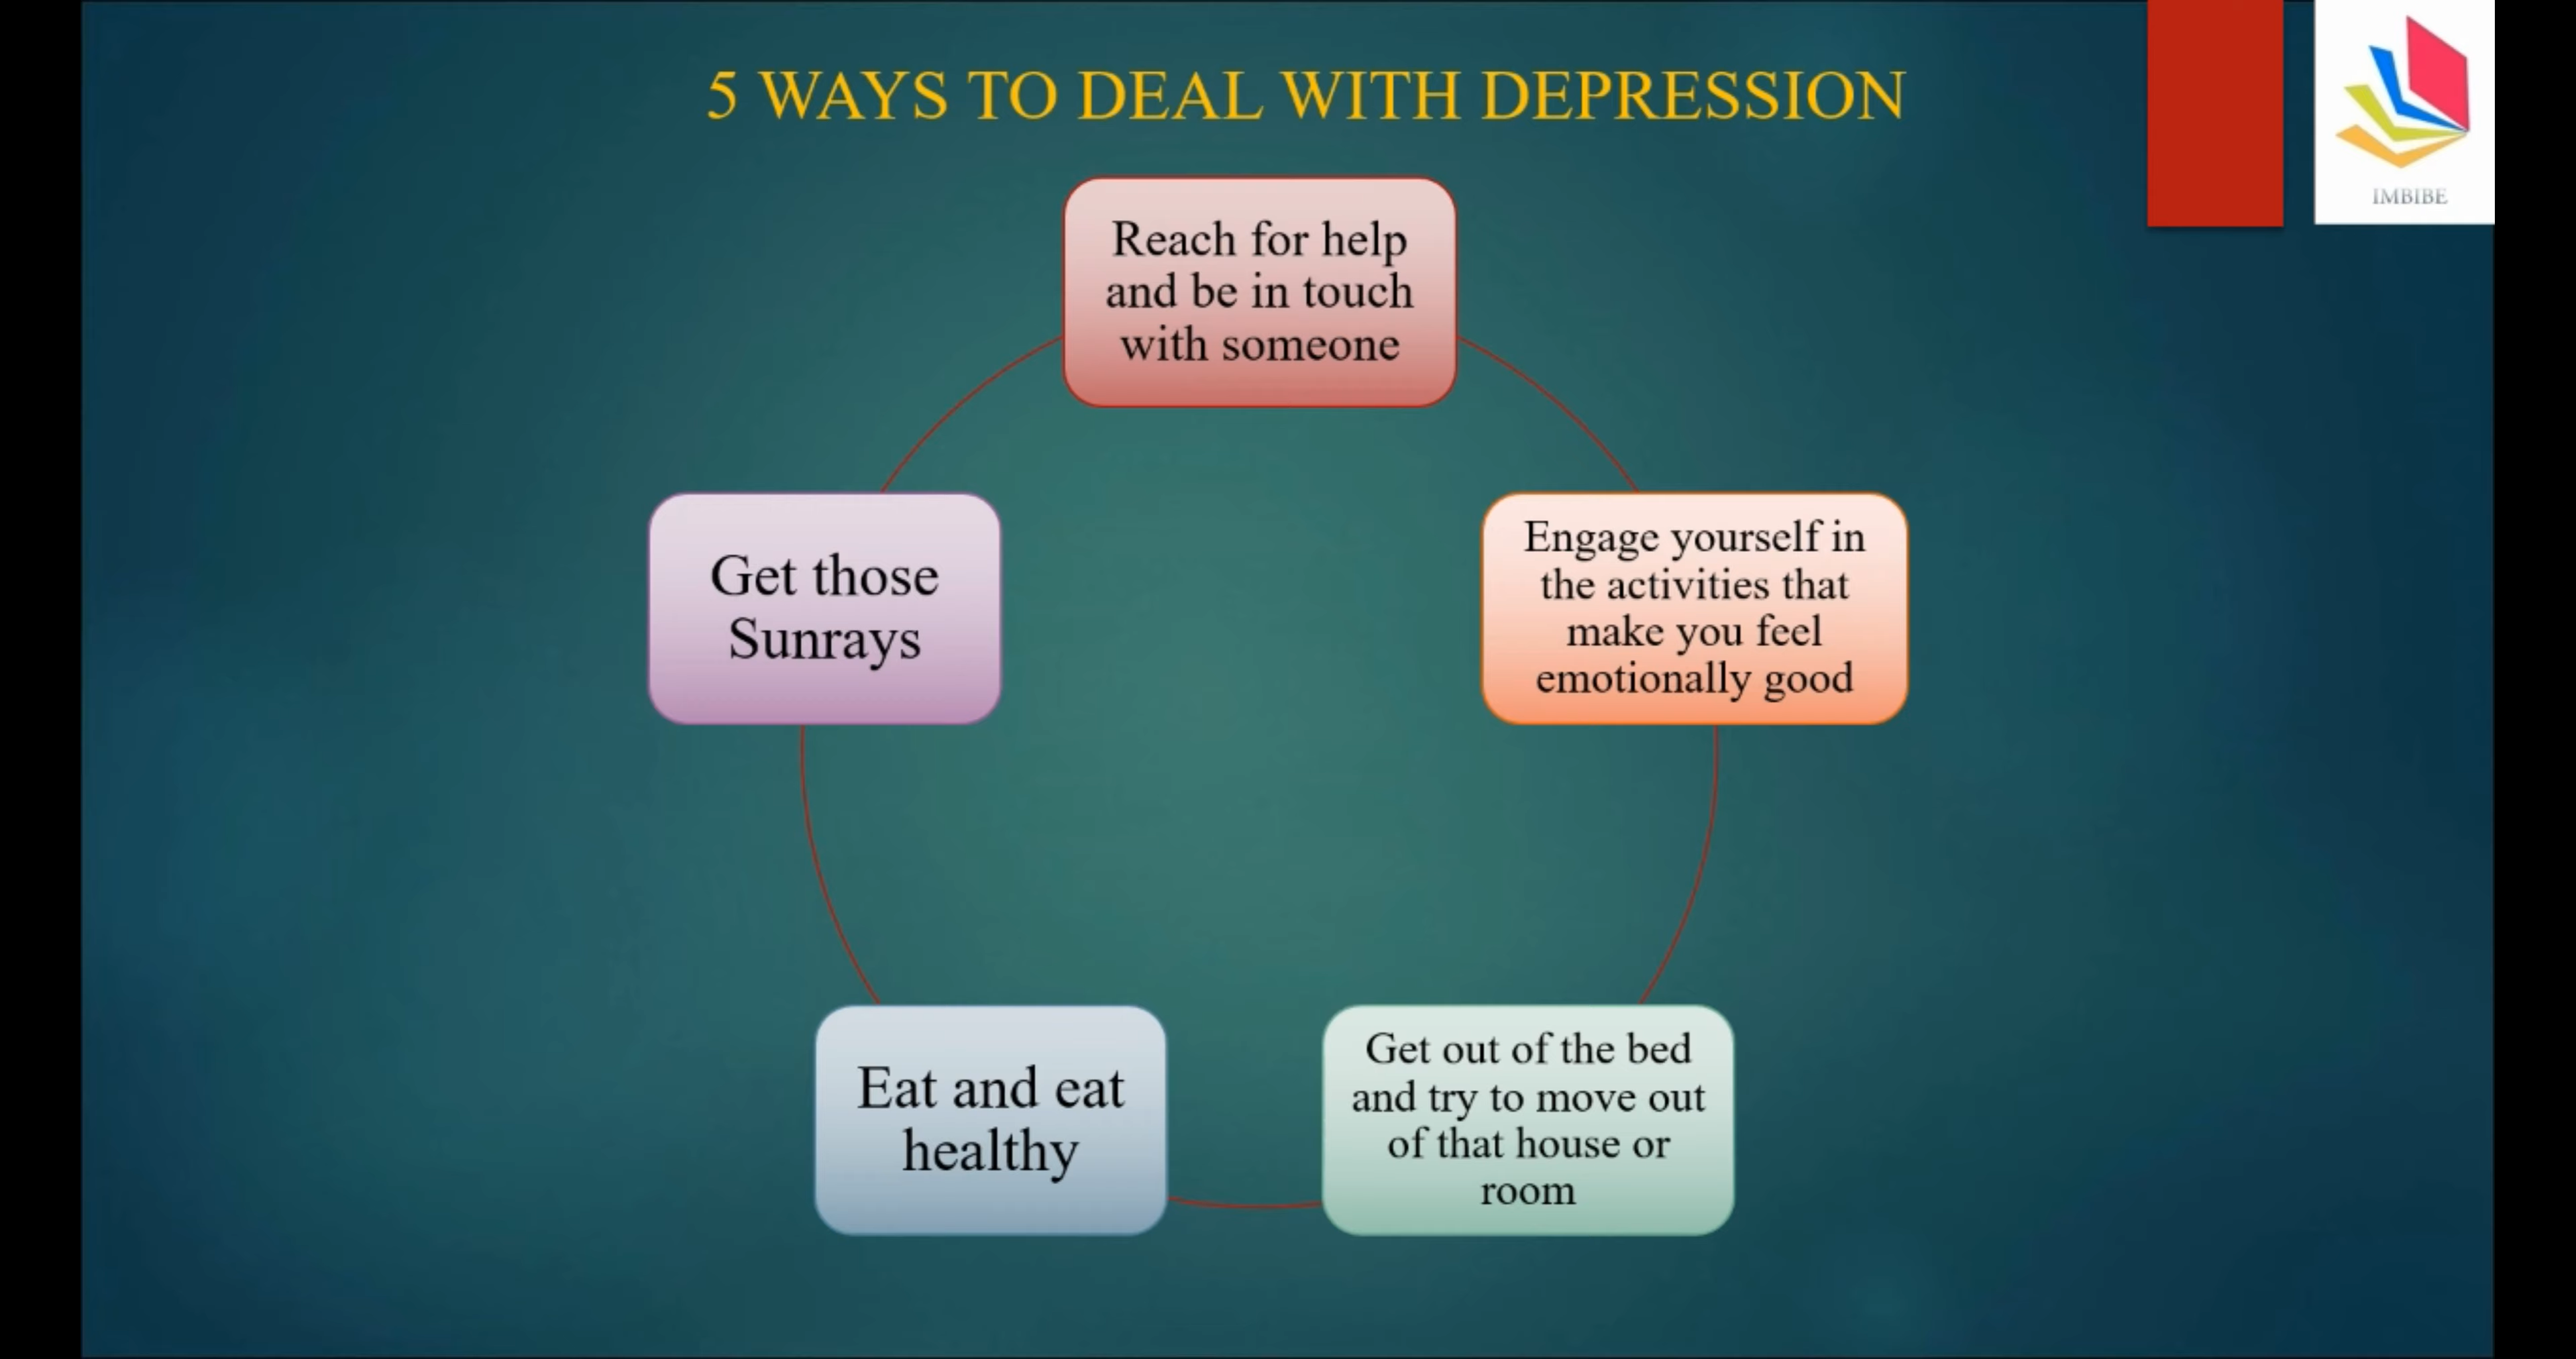 5 WAYS TO DEAL WITH DEPRESSION
IMBIBE
Reach for help
and be in touch
with someone
Engage yourself in
the activities that
make you feel
emotionally good
Get out of the bed
and try to move out
of that house or
room
Eat and eat
healthy
Get those
Sunrays